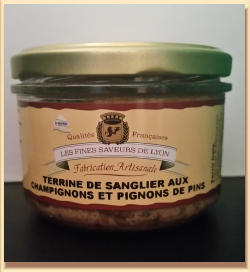 Qualités Françaises
LES FINES SAVEURS DE LYON
Fabrication Artisanale
TERRINE DE SANGLIER AUX
CHAMPIGNONS ET PIGNONS DE PINS